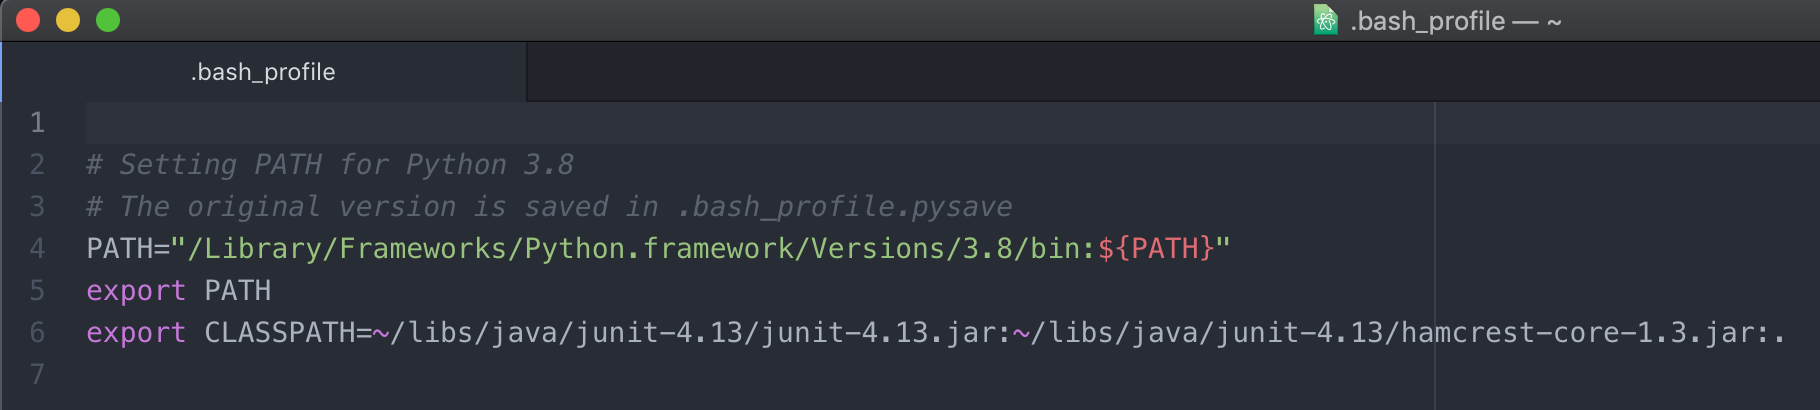 .bash_profile — ~
.bash_profile
1
2 # Setting PATH for Python 3.8
3 # The original version is saved in .bash_profile.pysave
4 PATH="/Library/Frameworks/Python.framework/Versions/3.8/bin:${PATH}"
5 export PATH
6 export CLASSPATH=~/libs/java/junit-4.13/junit-4.13.jar:~/libs/java/junit-4.13/hamcrest-core-1.3.jar:.
7